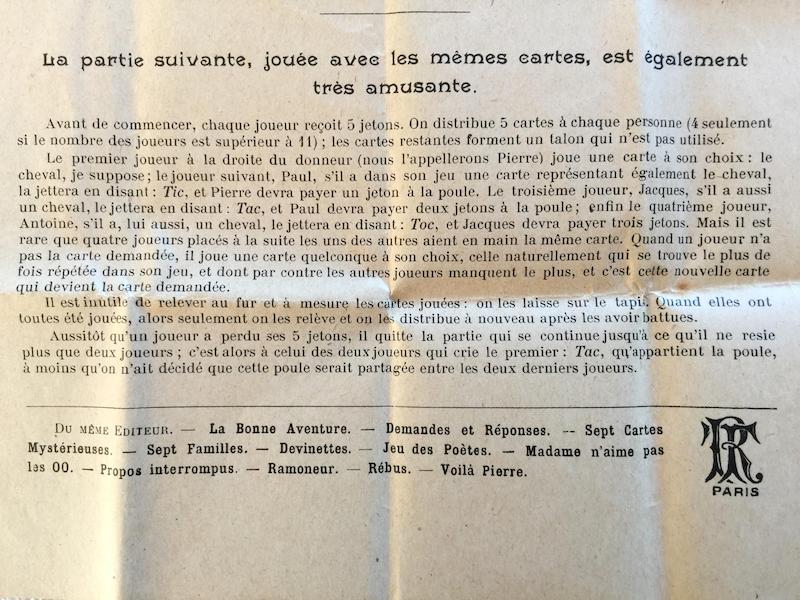 La partie suivante, jouée avec les mêmes cartes, est également
très amusante.
Avant de commencer, chaque joueur reçoit 5 jetons. On distribue 5 cartes à chaque personne (4 seulement
si le nombre des joueurs est supérieur à 11) ; les cartes restantes forment un talon qui n'est pas utilisé.
Le premier joueur à la droite du donneur (nous l'appellerons Pierre) joue une carte à son choix : le
cheval, je suppose ; le joueur suivant, Paul, s'il a dans son jeu une carte représentant également le cheval,
la jettera en disant : Tic, et Pierre devra payer un jeton à la poule. Le troisième joueur, Jacques, s'il a aussi
un cheval, le jettera en disant : Tac, et Paul devra payer deux jetons à la poule ; enfin le quatrième joueur,
Antoine, s'il a, lui aussi, un cheval, le jettera en disant : Toc, et Jacques devra payer trois jetons. Mais il est
rare que quatre joueurs placés à la suite les uns des autres aient en main la même carte. Quand un joueur n'a
pas la carte demandée, il joue une carte quelconque à son choix, celle naturellement qui se trouve le plus de
fois répétée dans son jeu, et dont par contre les autres joueurs manquent le plus, et c'est cette nouvelle carte
qui devient la carte demandée.
Il est inutile de relever au fur et à mesure les cartes jouées : on les laisse sur le tapis. Quand elles ont
toutes été jouées, alors seulement on les relève et on les distribue à nouveau après les avoir battues.
Aussitôt qu'un joueur a perdu ses 5 jetons, il quitte la partie qui se continue jusqu'à ce qu'il ne resie
plus que deux joueurs ; c'est alors à celui des deux joueurs qui crie le premier : Tac, qu'appartient la poule,
à moins qu'on n'ait décidé que cette poule serait partagée entre les deux derniers joueurs.
DU MÊME EDITEUR. — La Bonne Aventure. — Demandes et Réponses. — Sept Cartes
Mystérieuses. — Sept Familles. — Devinettes. — Jeu des Poètes. — Madame n'aime pas
les OO. — Propos interrompus. — Ramoneur. — Rébus. — Voilà Pierre.
PARIS